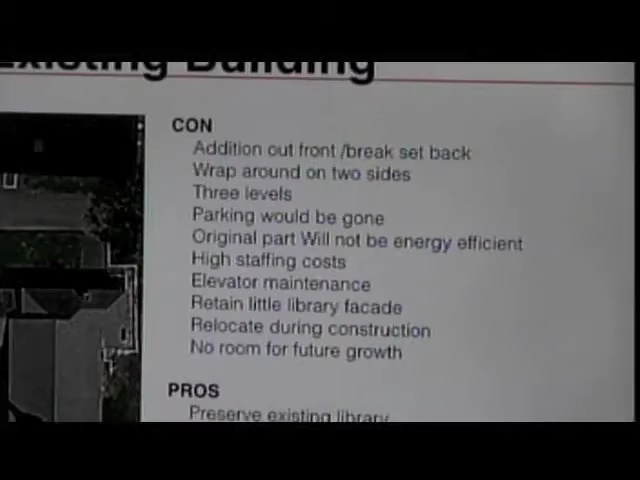 Existing Building
CON
Addition out front /break set back
Wrap around on two sides
Three levels
Parking would be gone
Original part Will not be energy efficient
High staffing costs
Elevator maintenance
Retain little library facade
Relocate during construction
No room for future growth
PROS
Preserve existing library